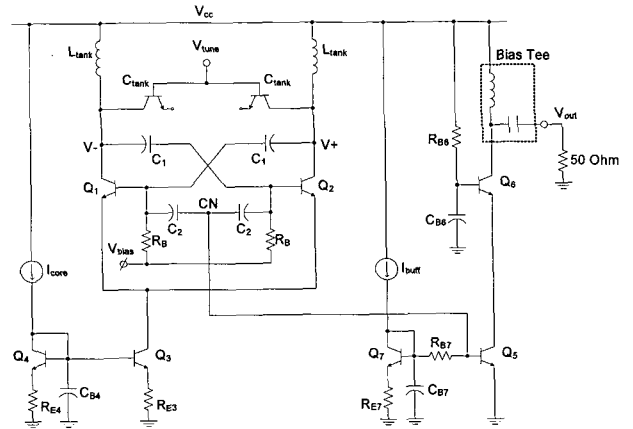 Vcc
Ltank
Vtune
Ltank
Bias Tee
Ctank
Ctank
Vout
V-
C1
C1
V+
RB6
50 Ohm
Q1
Q2
Q6
CN
C2
C2
CB6
Vbias
RB
RB
Icore
Ibuff
Q4
Q3
Q7
RB7
Q5
CB4
CB7
RE4
RE3
RE7